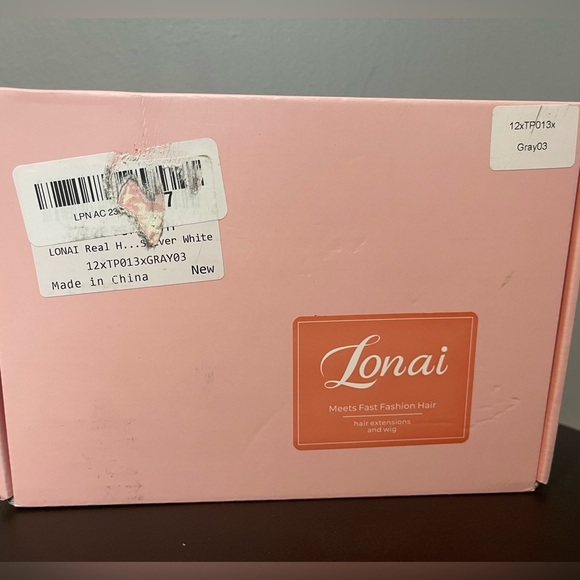 12xTP013x
Gray03
7
LPN AC
LONAI Real H...s ver White
12xTP013xGRAY03
Made in China New
Lonai
Meets Fast Fashion Hair
hair extensions
and wig